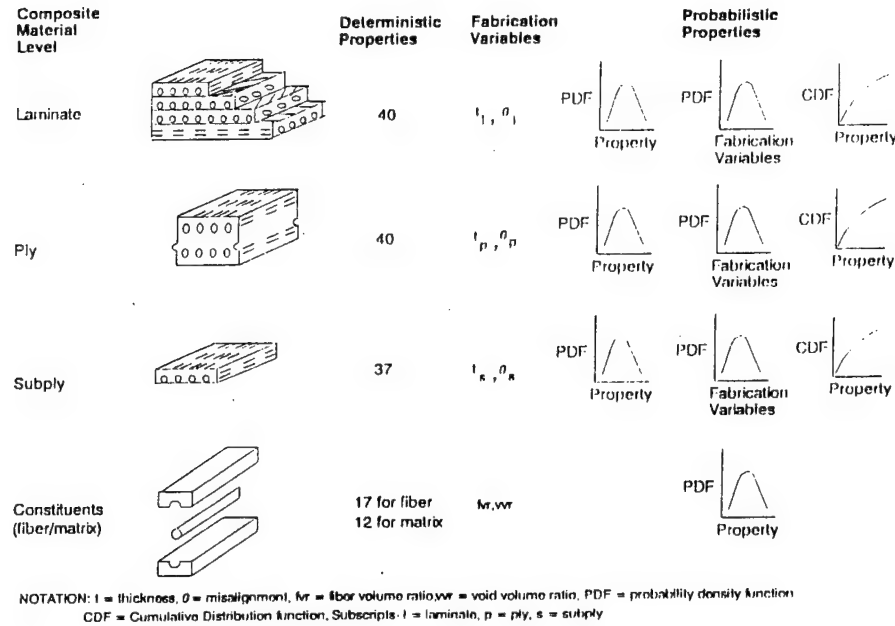 Composite Material Level
Deterministic Properties
Fabrication Variables
Probabilistic Properties
Laminate
40
t l , θ l
PDF
Property
PDF
Fabrication Variables
CDF
Property
Ply
40
t p , θ p
PDF
Property
PDF
Fabrication Variables
CDF
Property
Subply
37
t s , θ s
PDF
Property
PDF
Fabrication Variables
CDF
Property
Constituents (fiber/matrix)
17 for fiber
12 for matrix
fvr,vvr
PDF
Property
NOTATION: t = thickness, θ = misalignment, fvr = fiber volume ratio,vvr = void volume ratio, PDF = probability density function
CDF = Cumulative Distribution function, Subscripts- l = laminate, p = ply, s = subply